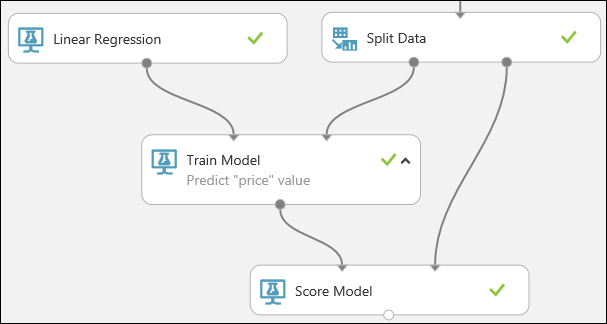 Linear Regression
Split Data
Train Model
Predict "price" value
Score Model